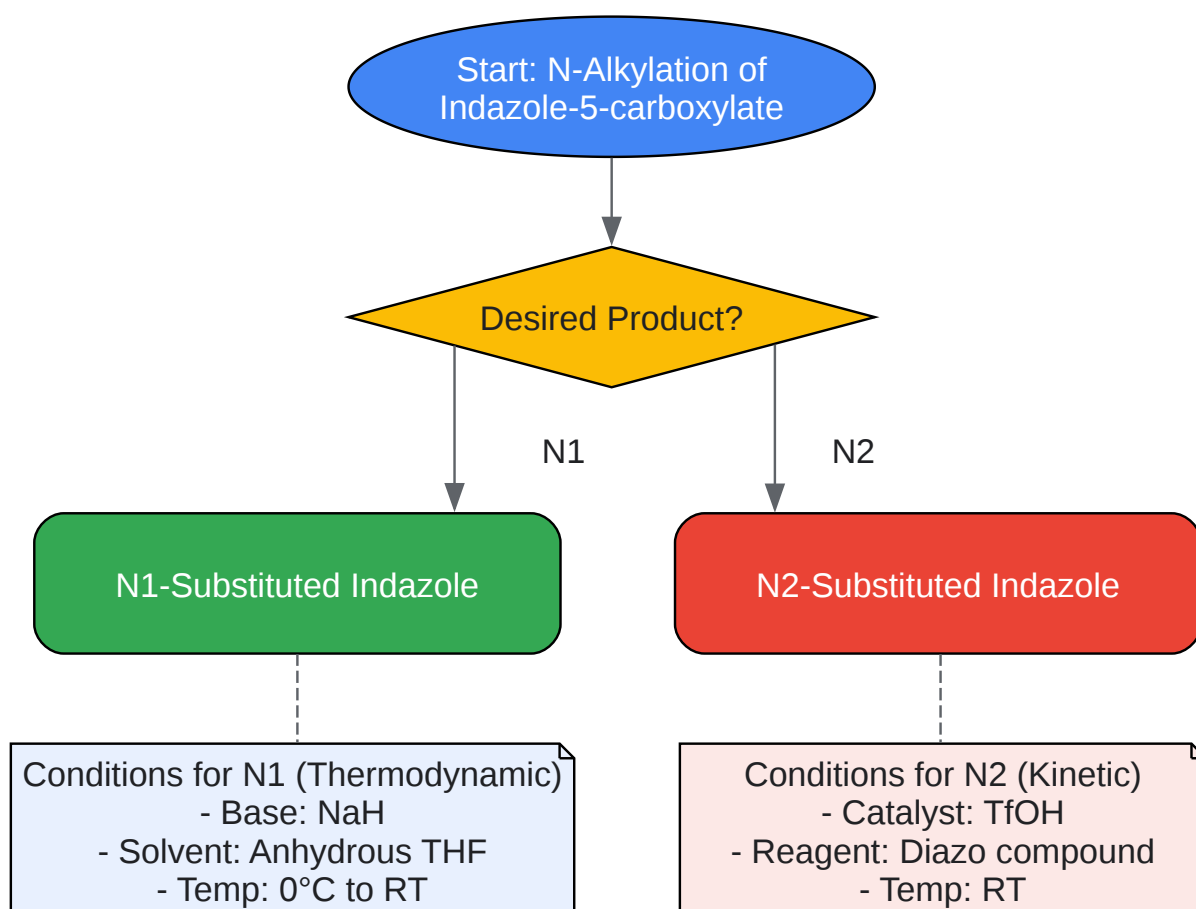 Start: N-Alkylation of
Indazole-5-carboxylate
Desired Product?
N1
N2
N1-Substituted Indazole
N2-Substituted Indazole
Conditions for N1 (Thermodynamic)
- Base: NaH
- Solvent: Anhydrous THF
- Temp: 0°C to RT
Conditions for N2 (Kinetic)
- Catalyst: TfOH
- Reagent: Diazo compound
- Temp: RT